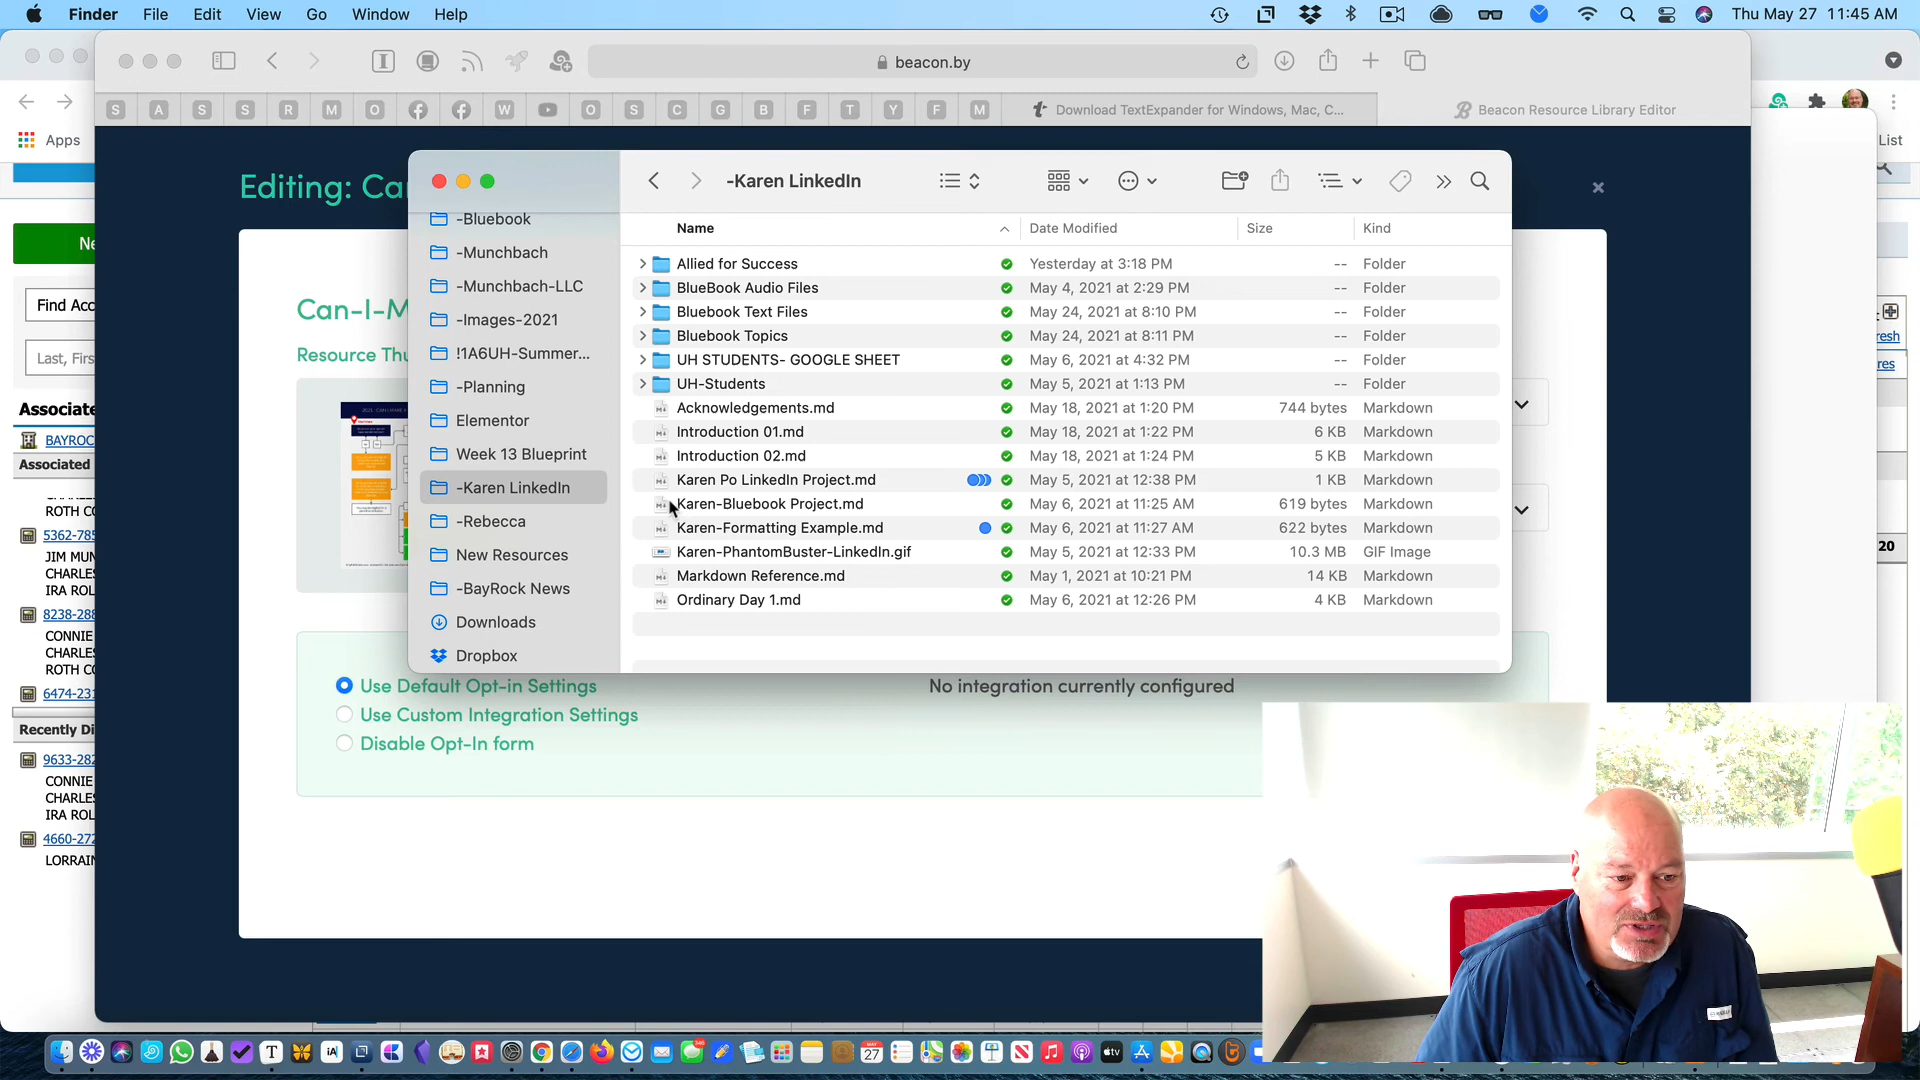 Finder File Edit View Go Window Help Thu May 27 11:45 AM
beacon.by
S A S S R M O W O S C G B F T Y F M Download TextExpander for Windows, Mac, C... Beacon Resource Library Editor
Apps
List
Editing: Ca
-Karen LinkedIn
Name Date Modified Size Kind
-Bluebook
-Munchbach
-Munchbach-LLC
-Images-2021
!1A6UH-Summer...
-Planning
Elementor
Week 13 Blueprint
-Karen LinkedIn
-Rebecca
New Resources
-BayRock News
Downloads
Dropbox
Allied for Success Yesterday at 3:18 PM -- Folder
BlueBook Audio Files May 4, 2021 at 2:29 PM -- Folder
Bluebook Text Files May 24, 2021 at 8:10 PM -- Folder
Bluebook Topics May 24, 2021 at 8:11 PM -- Folder
UH STUDENTS- GOOGLE SHEET May 6, 2021 at 4:32 PM -- Folder
UH-Students May 5, 2021 at 1:13 PM -- Folder
Acknowledgements.md May 18, 2021 at 1:20 PM 744 bytes Markdown
Introduction 01.md May 18, 2021 at 1:22 PM 6 KB Markdown
Introduction 02.md May 18, 2021 at 1:24 PM 5 KB Markdown
Karen Po LinkedIn Project.md May 5, 2021 at 12:38 PM 1 KB Markdown
Karen-Bluebook Project.md May 6, 2021 at 11:25 AM 619 bytes Markdown
Karen-Formatting Example.md May 6, 2021 at 11:27 AM 622 bytes Markdown
Karen-PhantomBuster-LinkedIn.gif May 5, 2021 at 12:33 PM 10.3 MB GIF Image
Markdown Reference.md May 1, 2021 at 10:21 PM 14 KB Markdown
Ordinary Day 1.md May 6, 2021 at 12:26 PM 4 KB Markdown
Can-I-M
Resource Thu
Use Default Opt-in Settings
Use Custom Integration Settings
Disable Opt-In form
No integration currently configured
Ne
Find Acc
Last, Firs
Associate
BAYROC
Associated
ROTH CO
5362-785
JIM MUN
CHARLES
IRA ROL
8238-288
CONNIE
CHARLES
ROTH CO
6474-231
Recently Di
9633-282
CONNIE
CHARLES
IRA ROL
4660-272
LORRAIN
resh
res
20